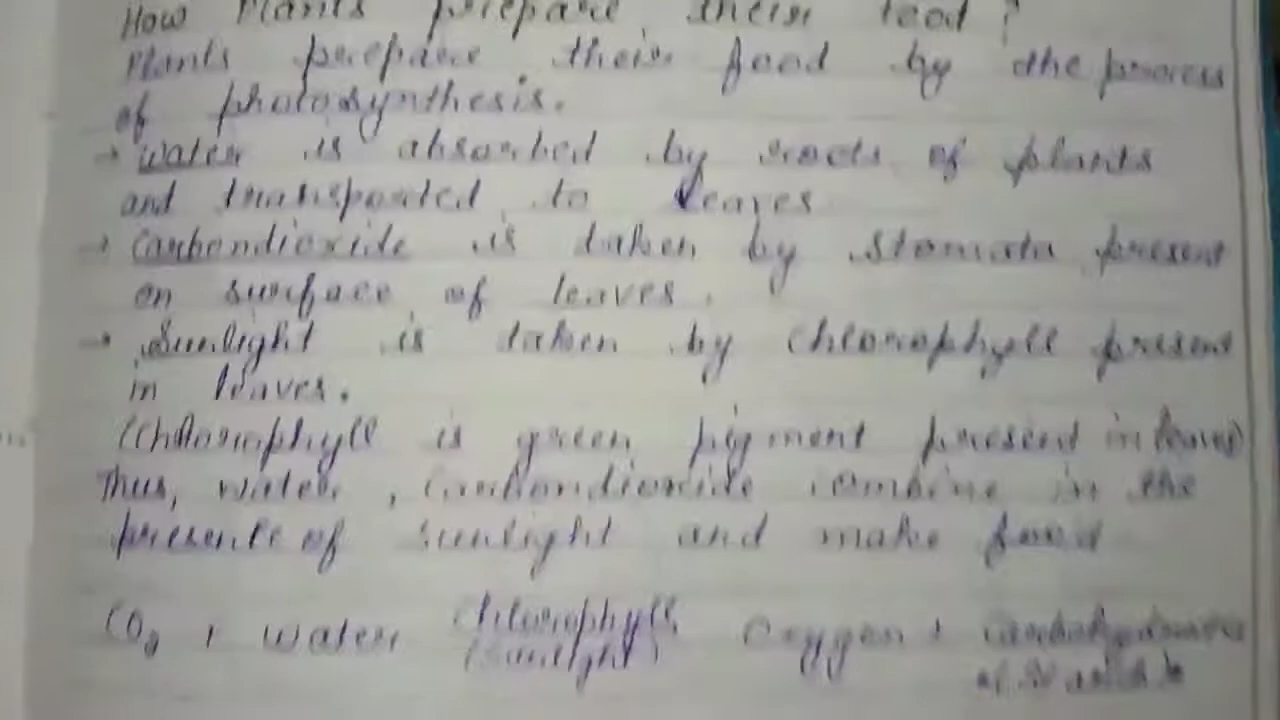 How Plants prepare their food ?
Plants prepare their food by the process
of photosynthesis.
→ Water is absorbed by roots of plants
and transported to leaves
→ Carbondioxide is taken by stomata present
on surface of leaves.
→ Sunlight is taken by chlorophyll present
in leaves.
(Chlorophyll is green pigment present in leaves)
Thus, water, Carbondioxide combine in the
presence of sunlight and make food
CO2 + water chlorophyll Oxygen + carbohydrates
(Sunlight)